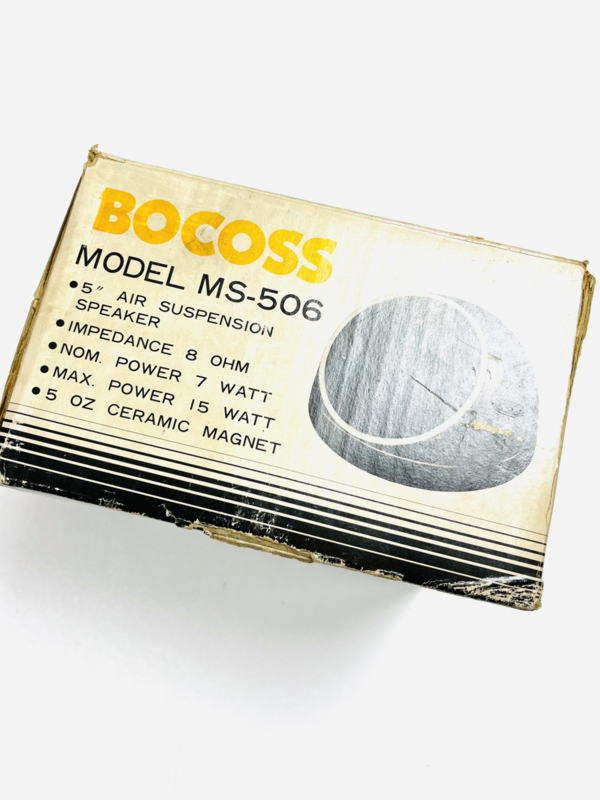 BOCOSS
MODEL MS-506
• 5" AIR SUSPENSION
SPEAKER
• IMPEDANCE 8 OHM
• NOM. POWER 7 WATT
• MAX. POWER 15 WATT
• 5 OZ CERAMIC MAGNET